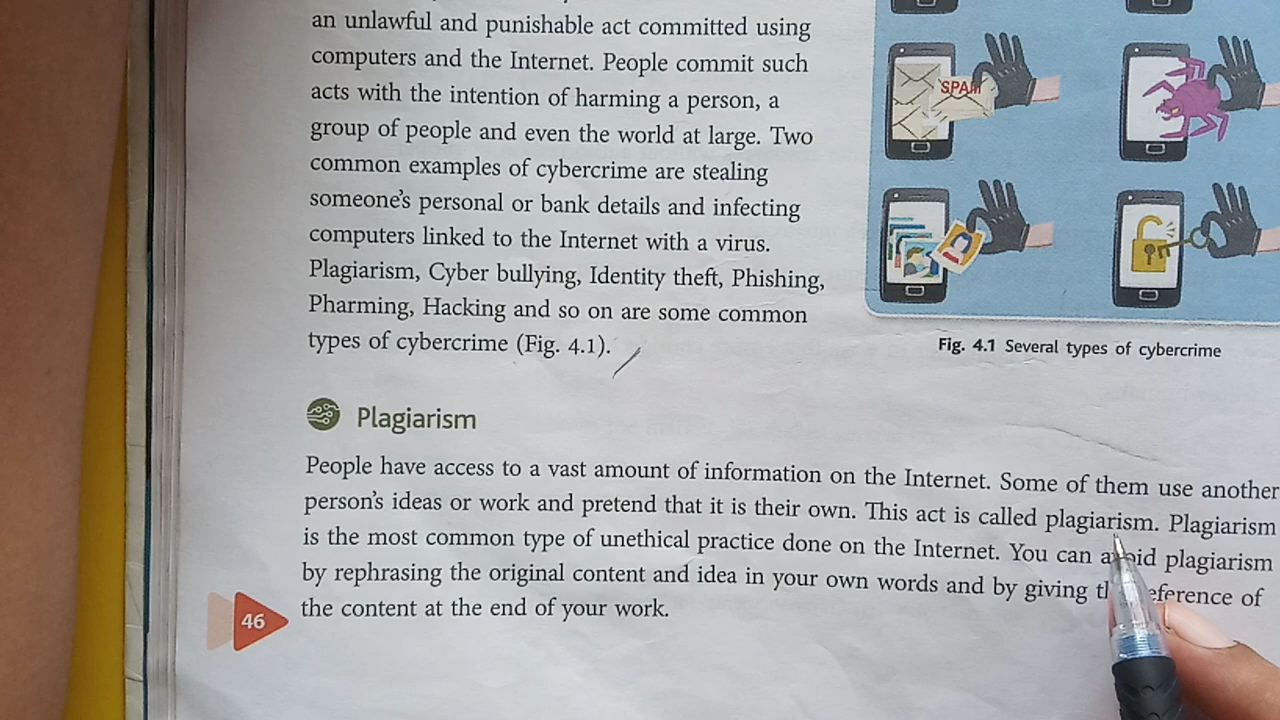 an unlawful and punishable act committed using
computers and the Internet. People commit such
acts with the intention of harming a person, a
group of people and even the world at large. Two
common examples of cybercrime are stealing
someone's personal or bank details and infecting
computers linked to the Internet with a virus.
Plagiarism, Cyber bullying, Identity theft, Phishing,
Pharming, Hacking and so on are some common
types of cybercrime (Fig. 4.1).
SPAM
Fig. 4.1 Several types of cybercrime
Plagiarism
People have access to a vast amount of information on the Internet. Some of them use another
person's ideas or work and pretend that it is their own. This act is called plagiarism. Plagiarism
is the most common type of unethical practice done on the Internet. You can avoid plagiarism
by rephrasing the original content and idea in your own words and by giving the reference of
the content at the end of your work.
46